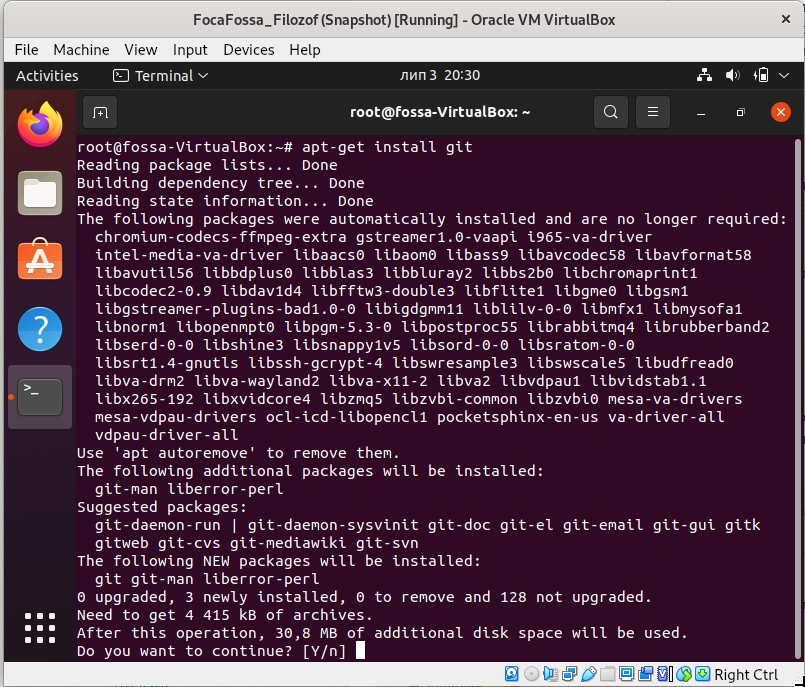 FocaFossa_Filozof (Snapshot) [Running] - Oracle VM VirtualBox
File Machine View Input Devices Help
Activities Terminal лип 3 20:30
root@fossa-VirtualBox: ~
root@fossa-VirtualBox:~# apt-get install git
Reading package lists... Done
Building dependency tree... Done
Reading state information... Done
The following packages were automatically installed and are no longer required:
chromium-codecs-ffmpeg-extra gstreamer1.0-vaapi i965-va-driver
intel-media-va-driver libaacs0 libaom0 libass9 libavcodec58 libavformat58
libavutil56 libbdplus0 libblas3 libbluray2 libbs2b0 libchromaprint1
libcodec2-0.9 libdav1d4 libfftw3-double3 libflite1 libgme0 libgsm1
libgstreamer-plugins-bad1.0-0 libigdgmm11 liblilv-0-0 libmfx1 libmysofa1
libnorm1 libopenmpt0 libpgm-5.3-0 libpostproc55 librabbitmq4 librubberband2
libserd-0-0 libshine3 libsnappy1v5 libsord-0-0 libsratom-0-0
libsrt1.4-gnutls libssh-gcrypt-4 libswresample3 libswscale5 libudfread0
libva-drm2 libva-wayland2 libva-x11-2 libva2 libvdpau1 libvidstab1.1
libx265-192 libxvidcore4 libzmq5 libzvbi-common libzvbi0 mesa-va-drivers
mesa-vdpau-drivers ocl-icd-libopencl1 pocketsphinx-en-us va-driver-all
vdpau-driver-all
Use 'apt autoremove' to remove them.
The following additional packages will be installed:
git-man liberror-perl
Suggested packages:
git-daemon-run | git-daemon-sysvinit git-doc git-el git-email git-gui gitk
gitweb git-cvs git-mediawiki git-svn
The following NEW packages will be installed:
git git-man liberror-perl
0 upgraded, 3 newly installed, 0 to remove and 128 not upgraded.
Need to get 4 415 kB of archives.
After this operation, 30,8 MB of additional disk space will be used.
Do you want to continue? [Y/n]
Right Ctrl